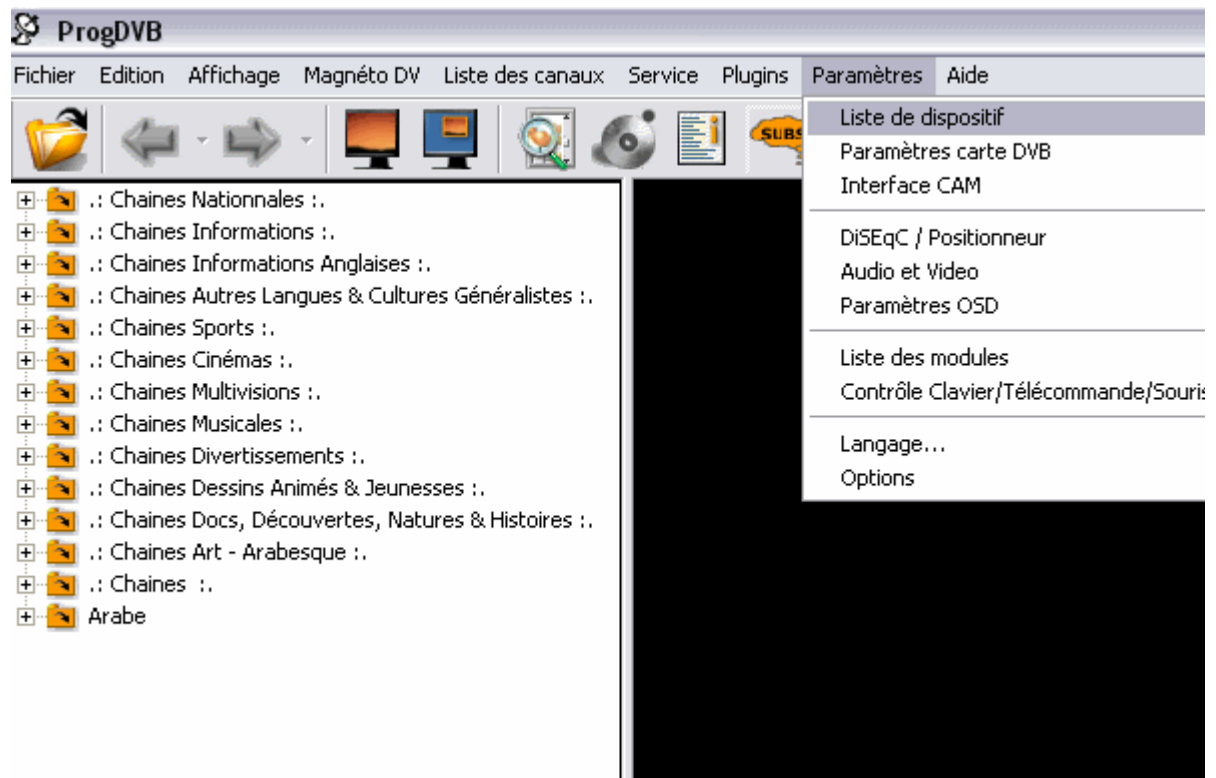 ProgDVB
Fichier Edition Affichage Magnéto DV Liste des canaux Service Plugins Paramètres Aide
SUBS
Liste de dispositif
Paramètres carte DVB
Interface CAM
DiSEqC / Positionneur
Audio et Video
Paramètres OSD
Liste des modules
Contrôle Clavier/Télécommande/Souris
Langage...
Options
.: Chaines Nationnales :.
.: Chaines Informations :.
.: Chaines Informations Anglaises :.
.: Chaines Autres Langues & Cultures Généralistes :.
.: Chaines Sports :.
.: Chaines Cinémas :.
.: Chaines Multivisions :.
.: Chaines Musicales :.
.: Chaines Divertissements :.
.: Chaines Dessins Animés & Jeunesses :.
.: Chaines Docs, Découvertes, Natures & Histoires :.
.: Chaines Art - Arabesque :.
.: Chaines :.
Arabe